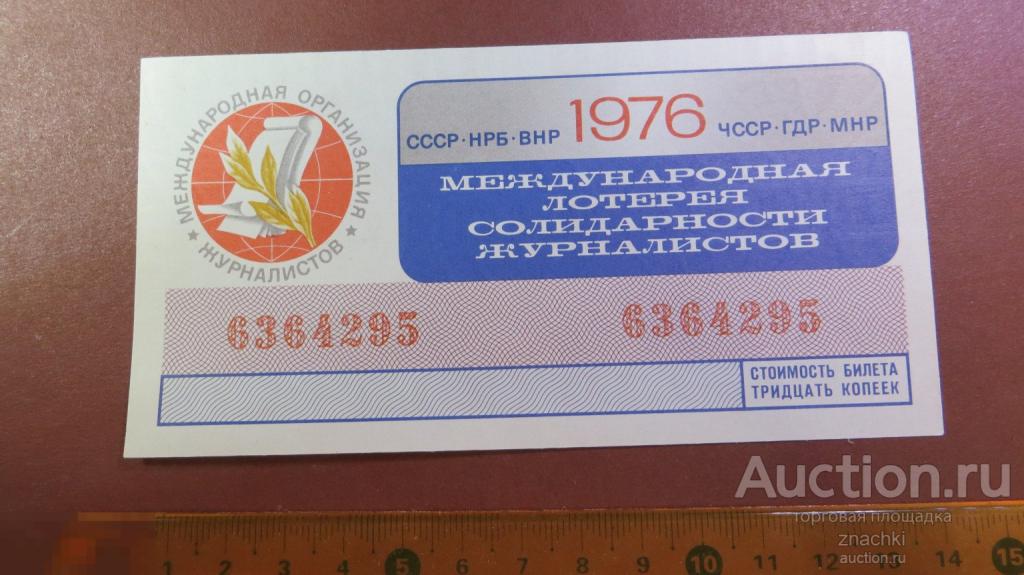 МЕЖДУНАРОДНАЯ ОРГАНИЗАЦИЯ
★ ЖУРНАЛИСТОВ ★
СССР·НРБ·ВНР 1976 ЧССР·ГДР·МНР
МЕЖДУНАРОДНАЯ
ЛОТЕРЕЯ
СОЛИДАРНОСТИ
ЖУРНАЛИСТОВ
6364295 6364295
СТОИМОСТЬ БИЛЕТА
ТРИДЦАТЬ КОПЕЕК
Auction.ru
торговая площадка
znachki
auction.ru
1 2 3 4 5 6 7 8 9 10 11 12 13 14 15